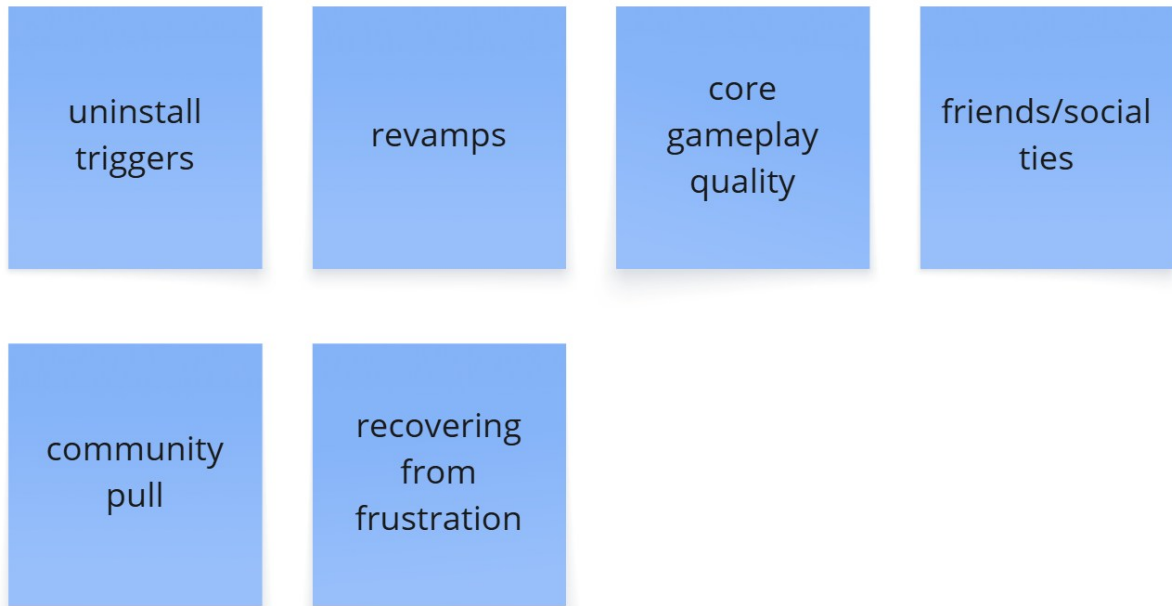 uninstall
triggers
revamps
core
gameplay
quality
friends/social
ties
community
pull
recovering
from
frustration